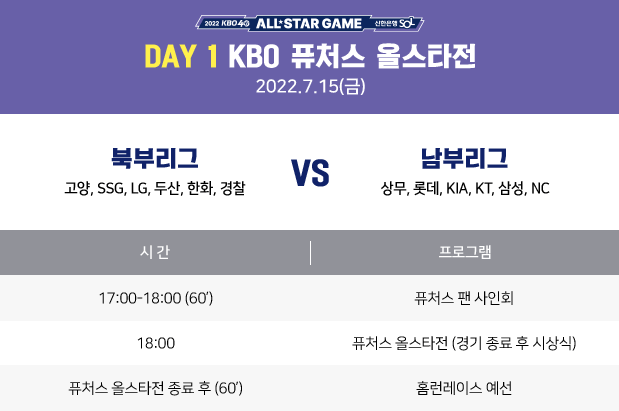 2022 KBO 40 ALL★STAR GAME 신한은행 SOL
DAY 1 KBO 퓨처스 올스타전
2022.7.15(금)
북부리그 VS 남부리그
고양, SSG, LG, 두산, 한화, 경찰 상무, 롯데, KIA, KT, 삼성, NC
시 간 프로그램
17:00-18:00 (60’) 퓨처스 팬 사인회
18:00 퓨처스 올스타전 (경기 종료 후 시상식)
퓨처스 올스타전 종료 후 (60’) 홈런레이스 예선